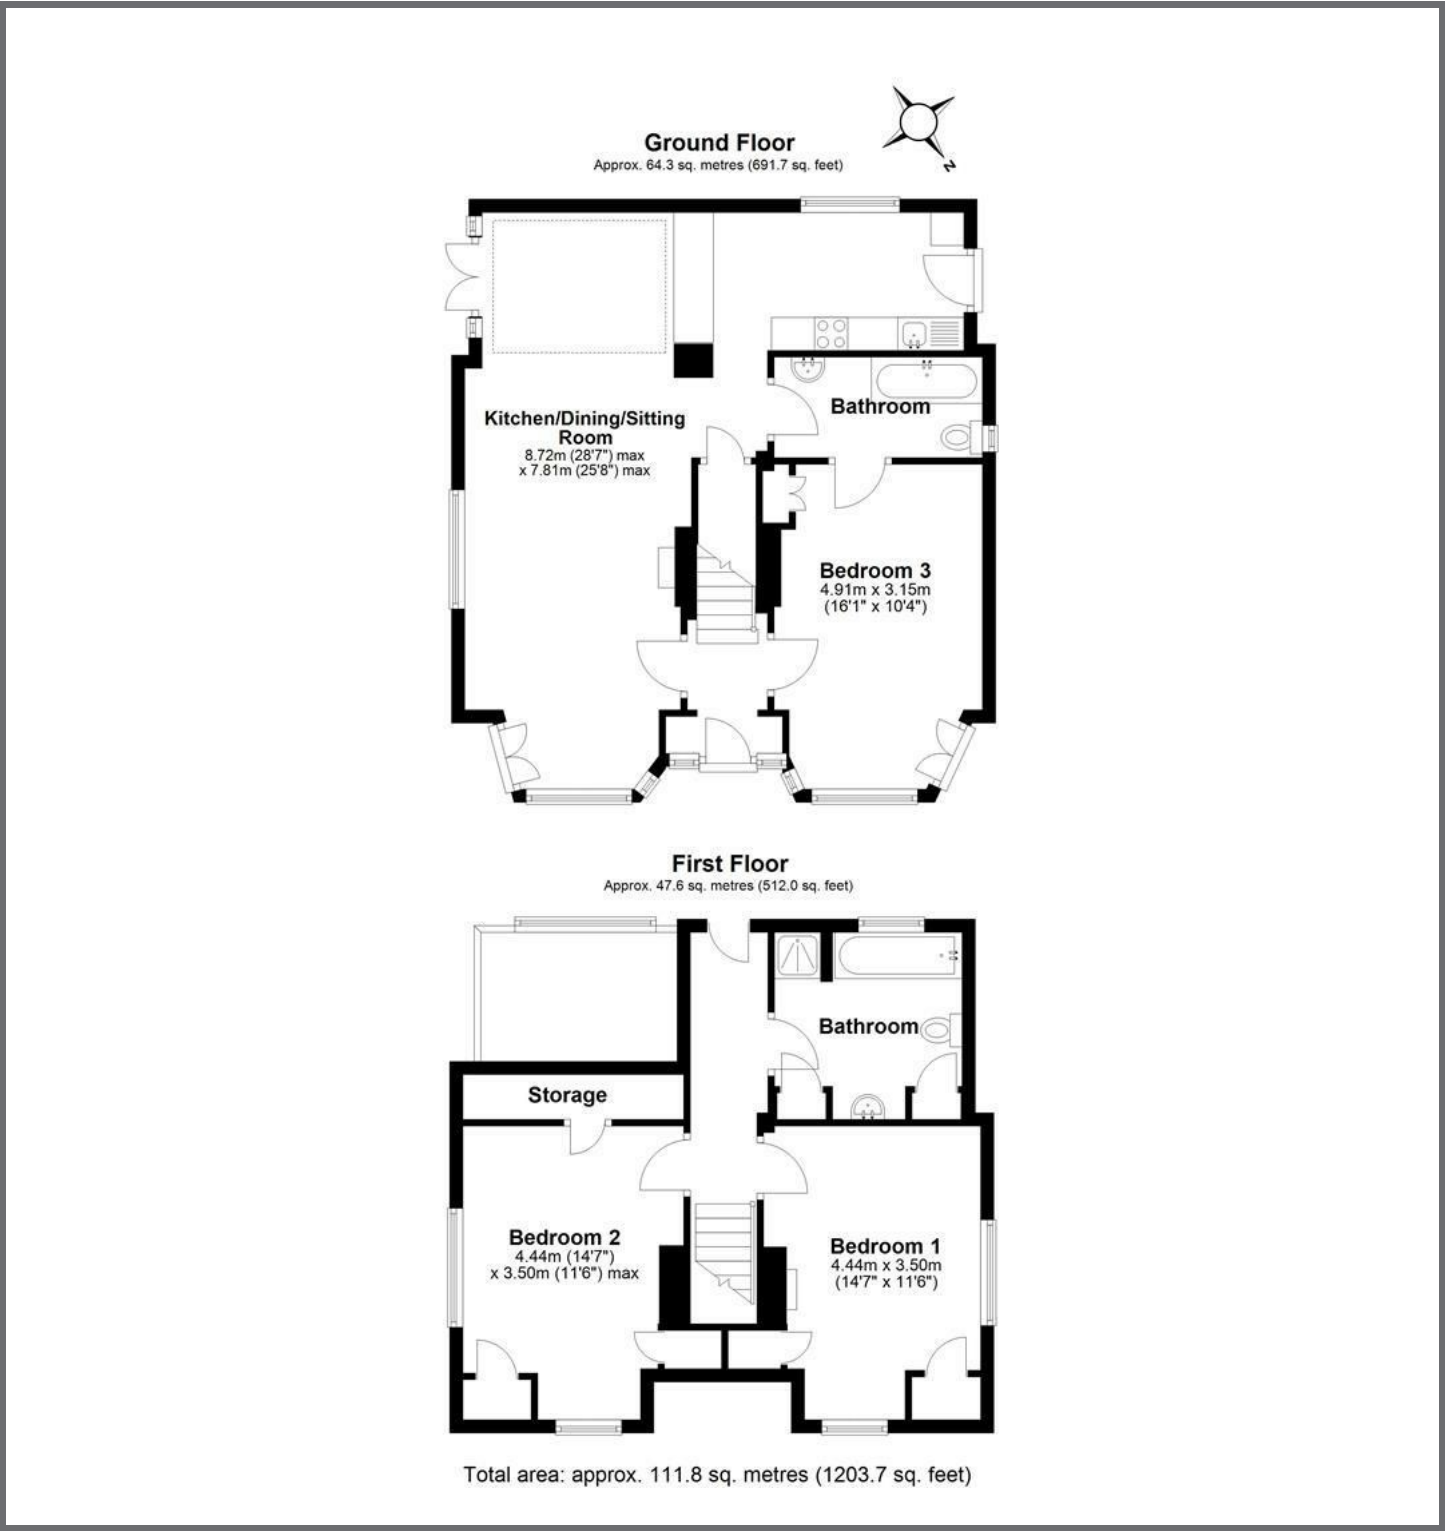 Ground Floor
Approx. 64.3 sq. metres (691.7 sq. feet)
N
Kitchen/Dining/Sitting
Room
8.72m (28'7") max
x 7.81m (25'8") max
Bathroom
Bedroom 3
4.91m x 3.15m
(16'1" x 10'4")
First Floor
Approx. 47.6 sq. metres (512.0 sq. feet)
Bathroom
Storage
Bedroom 2
4.44m (14'7")
x 3.50m (11'6") max
Bedroom 1
4.44m x 3.50m
(14'7" x 11'6")
Total area: approx. 111.8 sq. metres (1203.7 sq. feet)